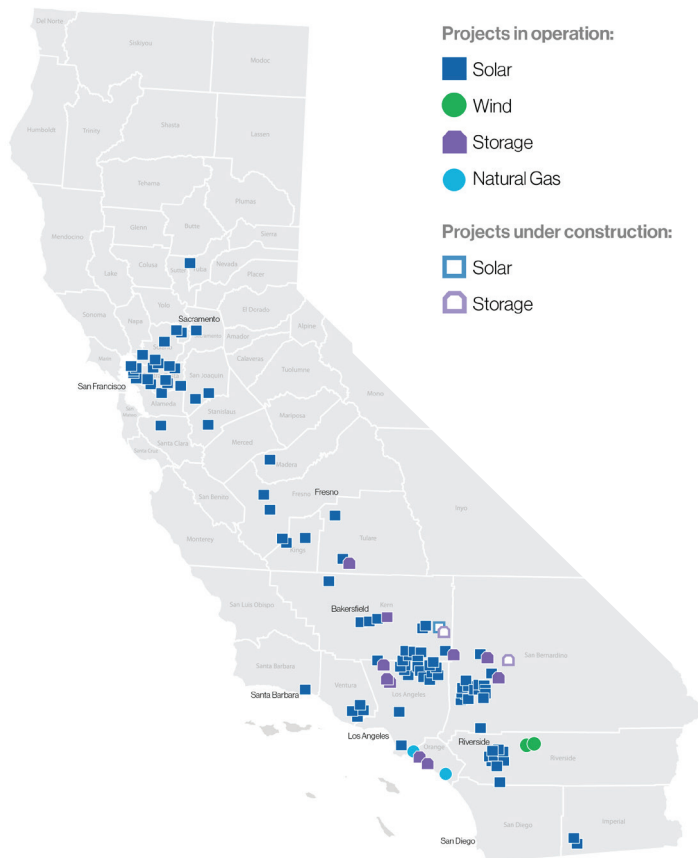 Projects in operation:
Solar
Wind
Storage
Natural Gas
Projects under construction:
Solar
Storage
Del Norte
Siskiyou
Modoc
Humboldt
Trinity
Shasta
Lassen
Tehama
Plumas
Mendocino
Glenn
Butte
Sierra
Lake
Colusa
Sutter
Yuba
Nevada
Placer
Sonoma
Napa
Yolo
Sacramento
El Dorado
Alpine
Amador
Calaveras
Tuolumne
Mono
San Joaquin
San Francisco
Alameda
Stanislaus
Mariposa
Santa Clara
Merced
Santa Cruz
Madera
San Benito
Fresno
Fresno
Inyo
Monterey
Kings
Tulare
San Luis Obispo
Bakersfield
Kern
San Bernardino
Santa Barbara
Santa Barbara
Ventura
Los Angeles
Los Angeles
Orange
Riverside
Riverside
San Diego
San Diego
Imperial